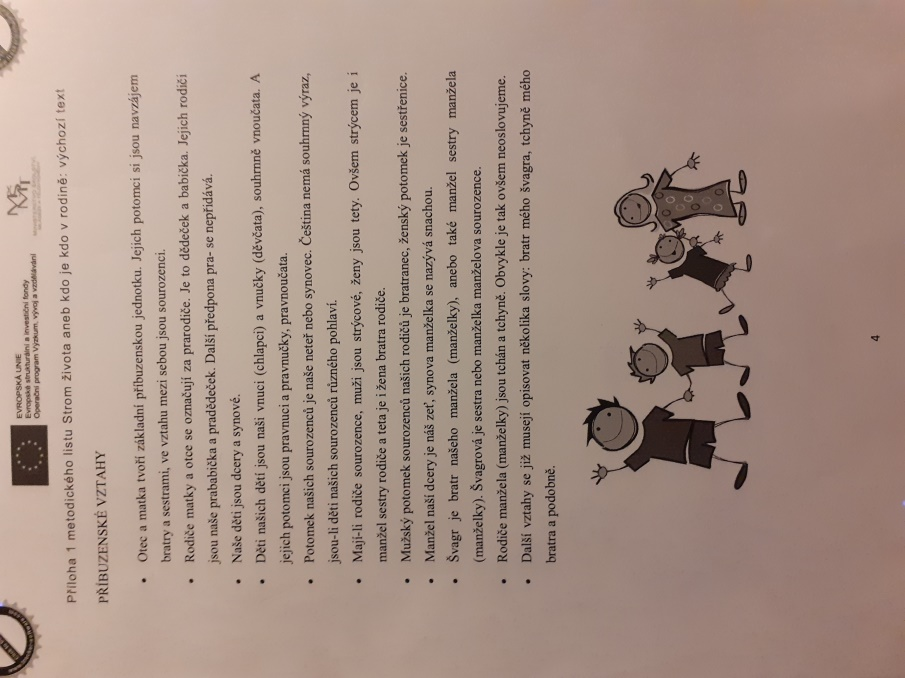 EVROPSKÁ UNIE
Evropské strukturální a investiční fondy
Operační program Výzkum, vývoj a vzdělávání
Příloha 1 metodického listu Strom života aneb kdo je kdo v rodině: výchozí text
PŘÍBUZENSKÉ VZTAHY
• Otec a matka tvoří základní příbuzenskou jednotku. Jejich potomci si jsou navzájem
bratry a sestrami, ve vztahu mezi sebou jsou sourozenci.
• Rodiče matky a otce se označují za prarodiče. Je to dědeček a babička. Jejich rodiči
jsou naše prababička a pradědeček. Další předpona pra- se nepřidává.
• Naše děti jsou dcery a synové.
• Děti našich dětí jsou naši vnuci (chlapci) a vnučky (děvčata), souhrnně vnoučata. A
jejich potomci jsou pravnuci a pravnučky, pravnoučata.
• Potomek našich sourozenců je naše neteř nebo synovec. Čeština nemá souhrnný výraz,
jsou-li děti našich sourozenců různého pohlaví.
• Mají-li rodiče sourozence, muži jsou strýcové, ženy jsou tety. Ovšem strýcem je i
manžel sestry rodiče a teta je i žena bratra rodiče.
• Mužský potomek sourozenců našich rodičů je bratranec, ženský potomek je sestřenice.
• Manžel naší dcery je náš zeť, synova manželka se nazývá snachou.
• Švagr je bratr našeho manžela (manželky), anebo také manžel sestry manžela
(manželky). Švagrová je sestra nebo manželka manželova sourozence.
• Rodiče manžela (manželky) jsou tchán a tchyně. Obvykle je tak ovšem neoslovujeme.
• Další vztahy se již musejí opisovat několika slovy: bratr mého švagra, tchyně mého
bratra a podobně.
4